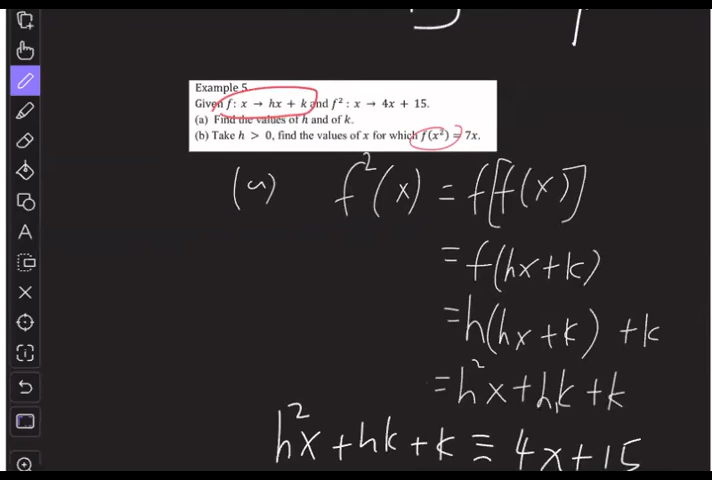 Example 5
Given f: x → hx + k and f² : x → 4x + 15.
(a) Find the values of h and of k.
(b) Take h > 0, find the values of x for which f(x²) = 7x.
(a) f²(x) = f[f(x)]
= f(hx+k)
= h(hx+k) + k
= h²x + hk + k
h²x + hk + k ≡ 4x + 15